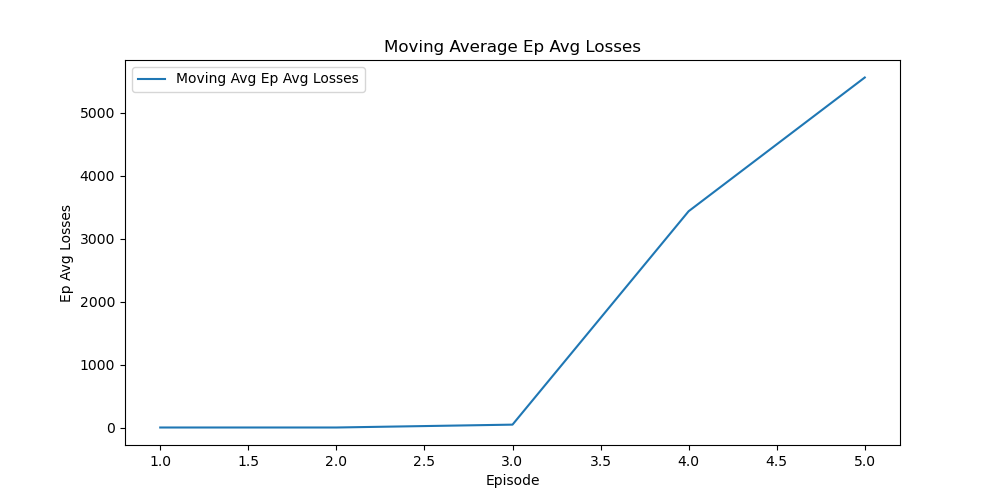 Moving Average Ep Avg Losses
Moving Avg Ep Avg Losses
Ep Avg Losses
5000
4000
3000
2000
1000
0
1.0 1.5 2.0 2.5 3.0 3.5 4.0 4.5 5.0
Episode